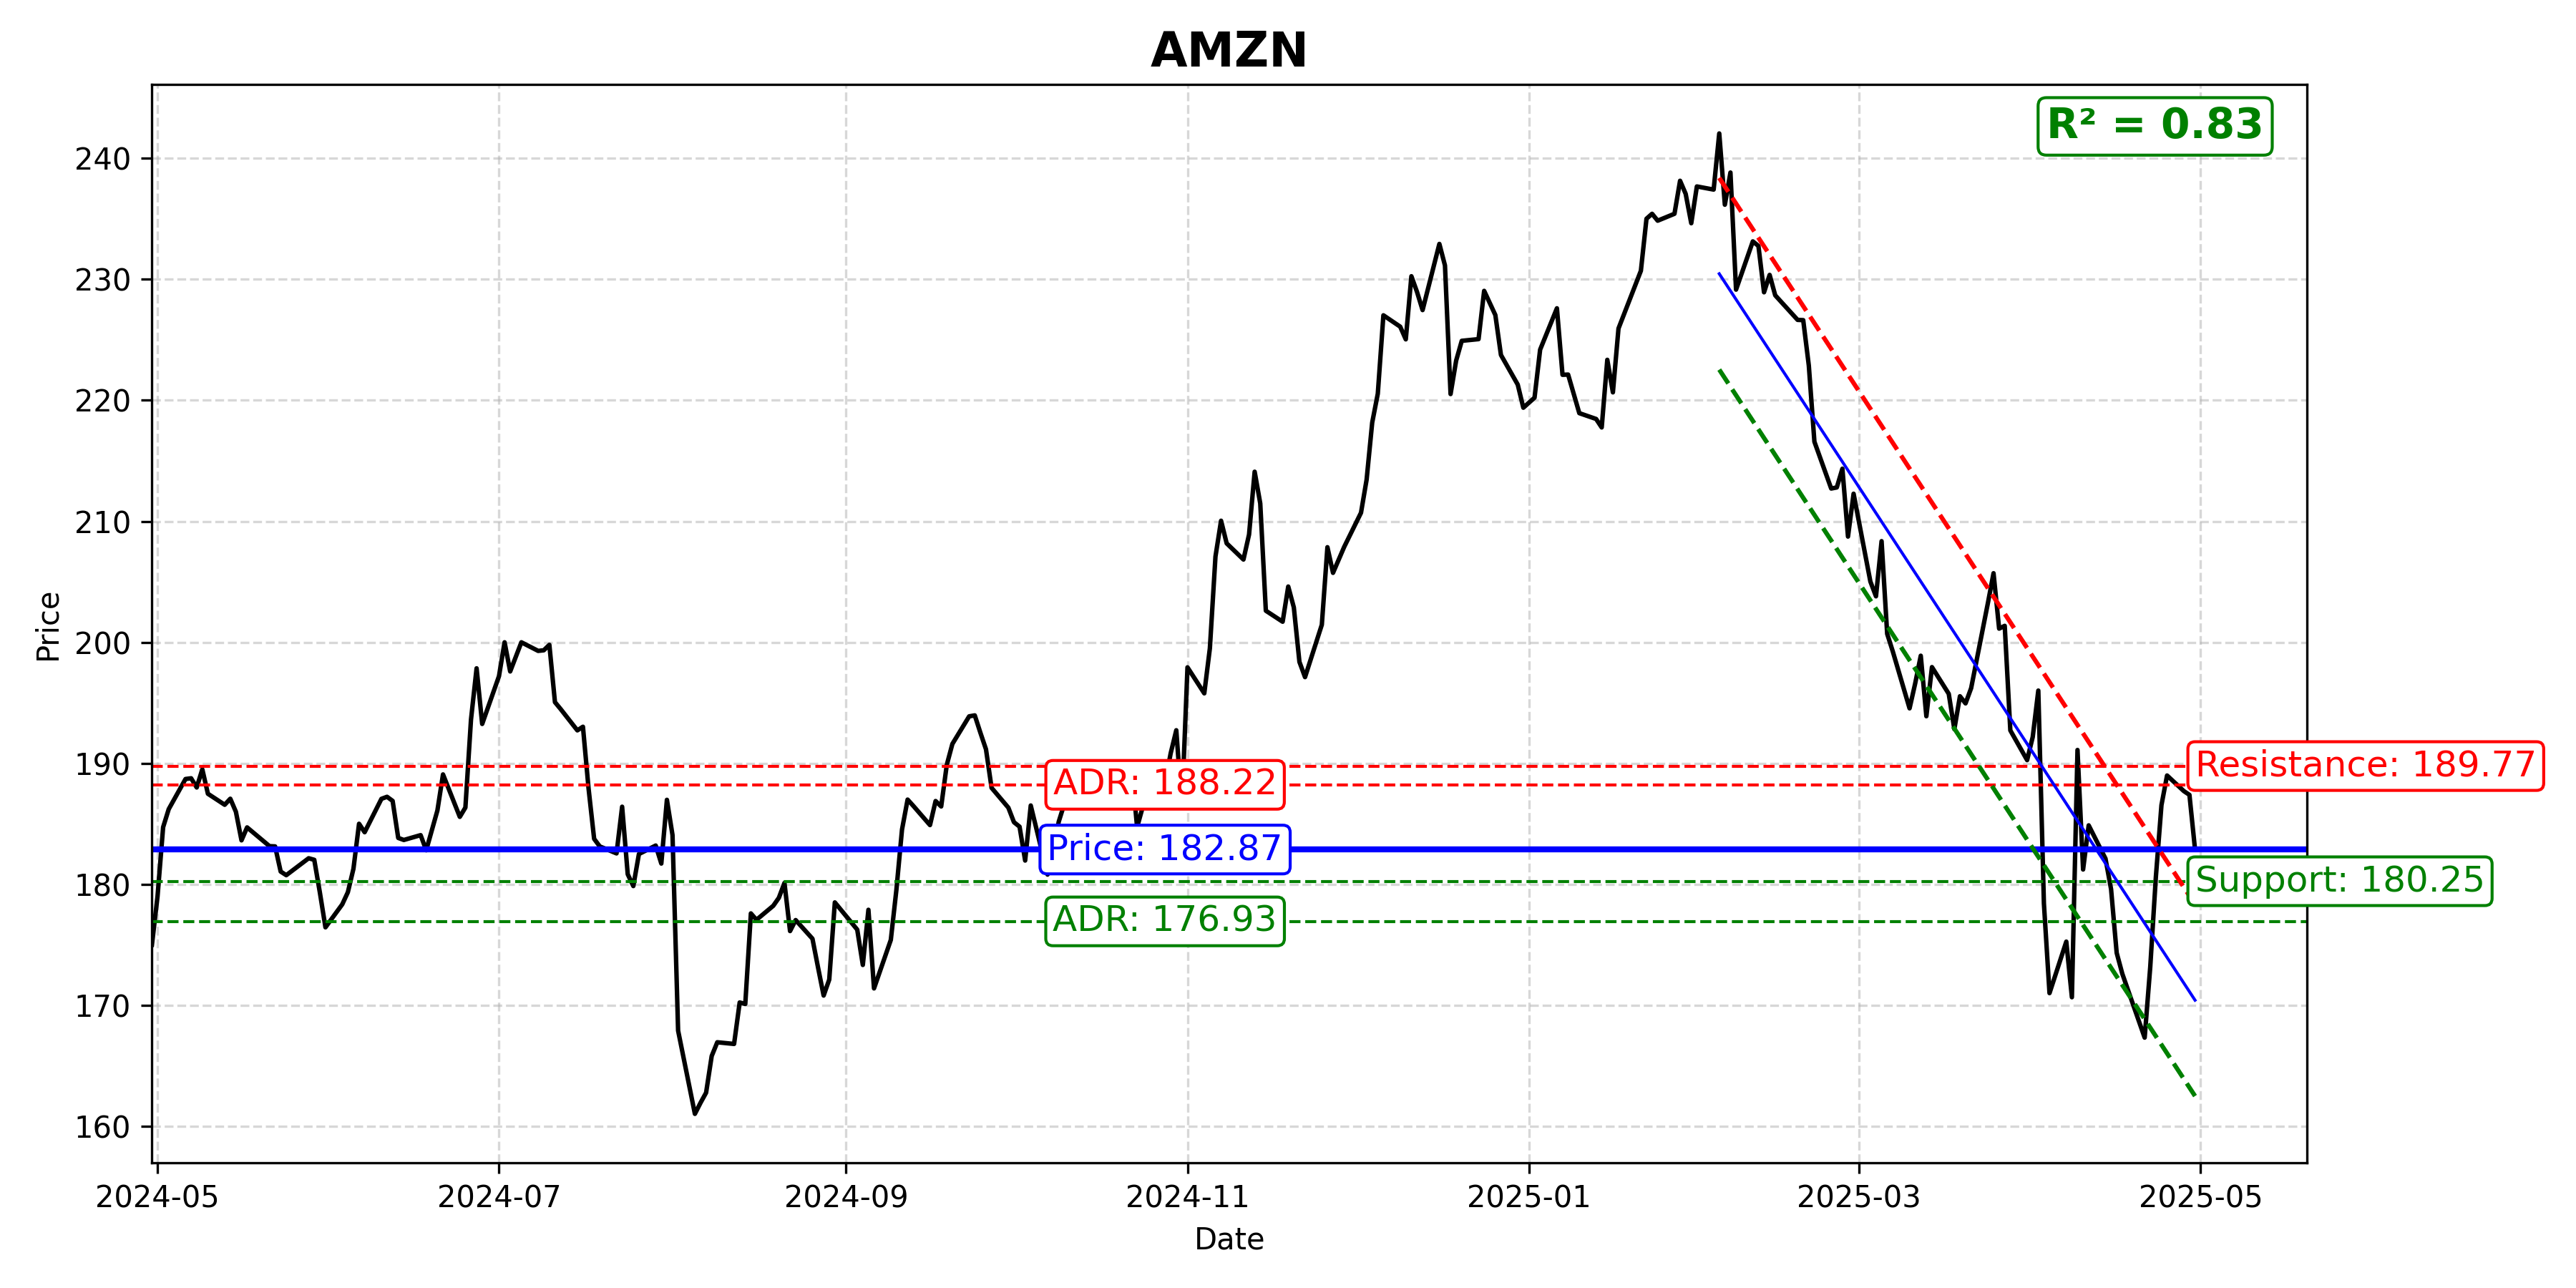 AMZN
R² = 0.83
Price
240
230
220
210
200
190
180
170
160
Resistance: 189.77
ADR: 188.22
Price: 182.87
Support: 180.25
ADR: 176.93
2024-05
2024-07
2024-09
2024-11
2025-01
2025-03
2025-05
Date